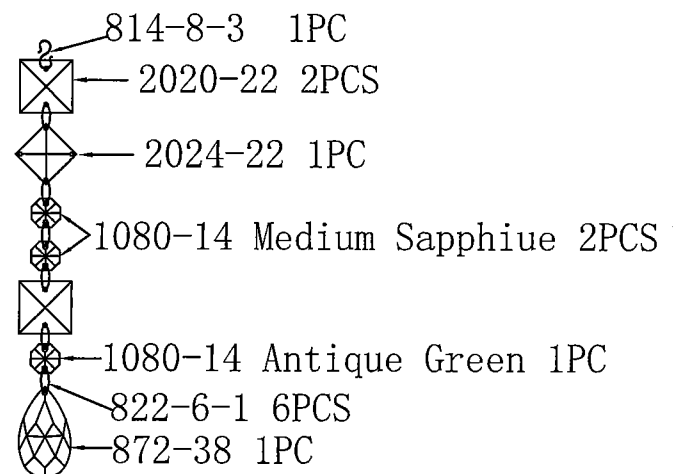 814-8-3 1PC
2020-22 2PCS
2024-22 1PC
1080-14 Medium Sapphiue 2PCS
1080-14 Antique Green 1PC
822-6-1 6PCS
872-38 1PC